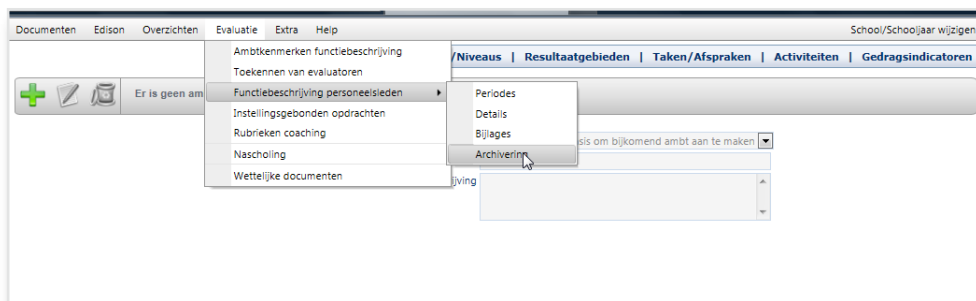 Documenten Edison Overzichten Evaluatie Extra Help School/Schooljaar wijzigen
Ambtkenmerken functiebeschrijving
/Niveaus | Resultaatgebieden | Taken/Afspraken | Activiteiten | Gedragsindicatoren
Toekennen van evaluatoren
Er is geen am
Functiebeschrijving personeelsleden
Periodes
Instellingsgebonden opdrachten
Details
Rubrieken coaching
Bijlages
sis om bijkomend ambt aan te maken
Nascholing
Archivering
Wettelijke documenten
ijving